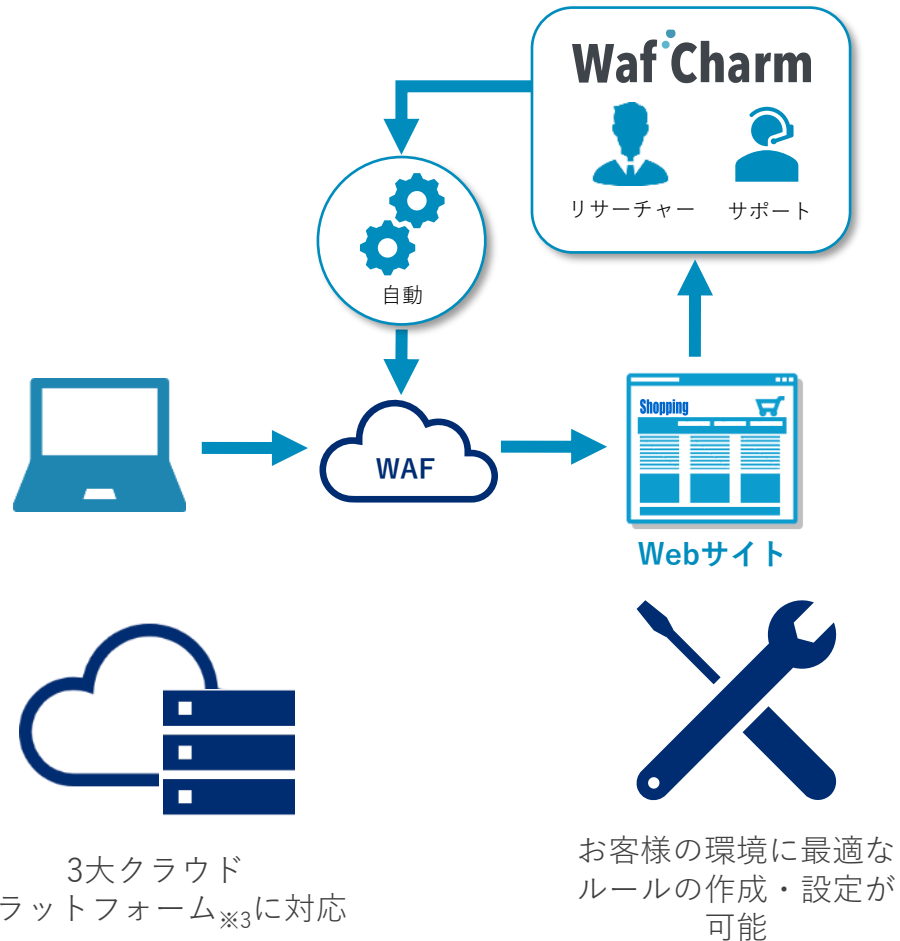 Waf Charm
リサーチャー サポート
自動
WAF
Shopping
Webサイト
3大クラウド
ラットフォーム※3に対応
お客様の環境に最適な
ルールの作成・設定が
可能